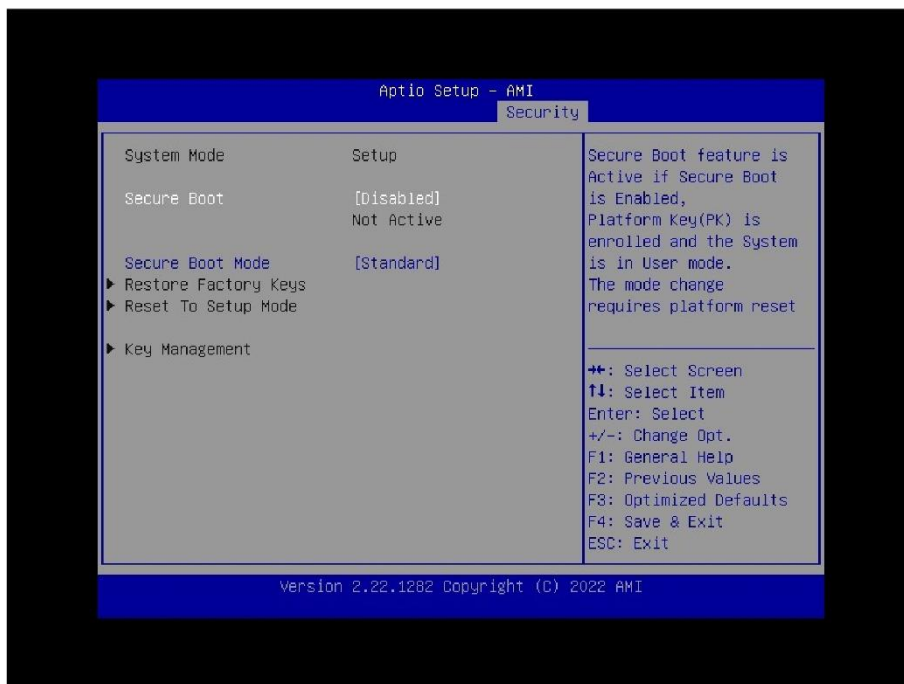 Aptio Setup - AMI
Security
System Mode Setup
Secure Boot [Disabled]
Not Active
Secure Boot Mode [Standard]
Restore Factory Keys
Reset To Setup Mode
Key Management
Secure Boot feature is
Active if Secure Boot
is Enabled,
Platform Key(PK) is
enrolled and the System
is in User mode.
The mode change
requires platform reset
→←: Select Screen
↑↓: Select Item
Enter: Select
+/-: Change Opt.
F1: General Help
F2: Previous Values
F3: Optimized Defaults
F4: Save & Exit
ESC: Exit
Version 2.22.1282 Copyright (C) 2022 AMI